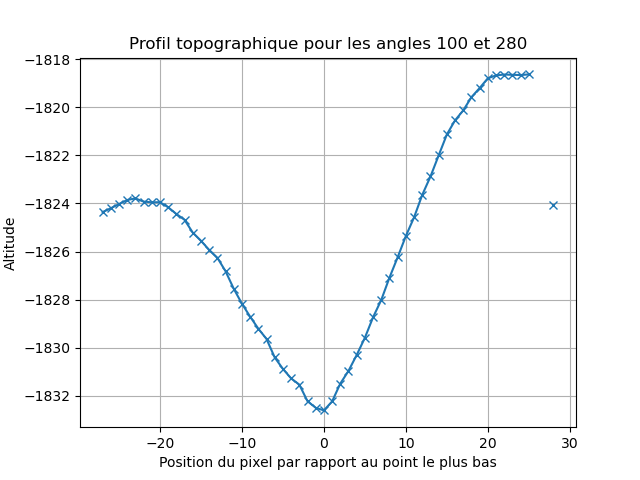 Profil topographique pour les angles 100 et 280
−1818
−1820
−1822
−1824
−1826
−1828
−1830
−1832
Altitude
−20 −10 0 10 20 30
Position du pixel par rapport au point le plus bas